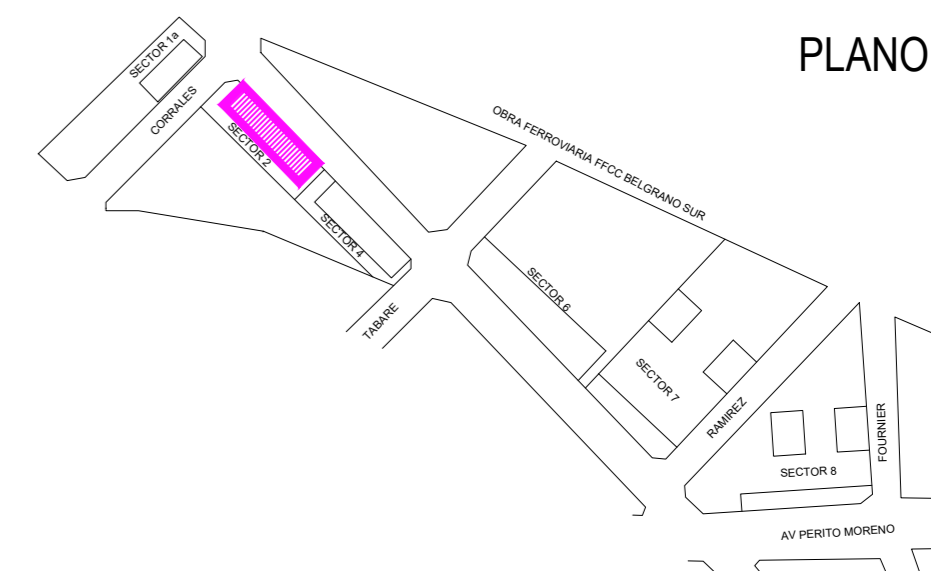 PLANO
SECTOR 1a
CORRALES
SECTOR 2
OBRA FERROVIARIA FFCC BELGRANO SUR
SECTOR 4
TABARE
SECTOR 6
SECTOR 7
RAMIREZ
FOURNIER
SECTOR 8
AV PERITO MORENO